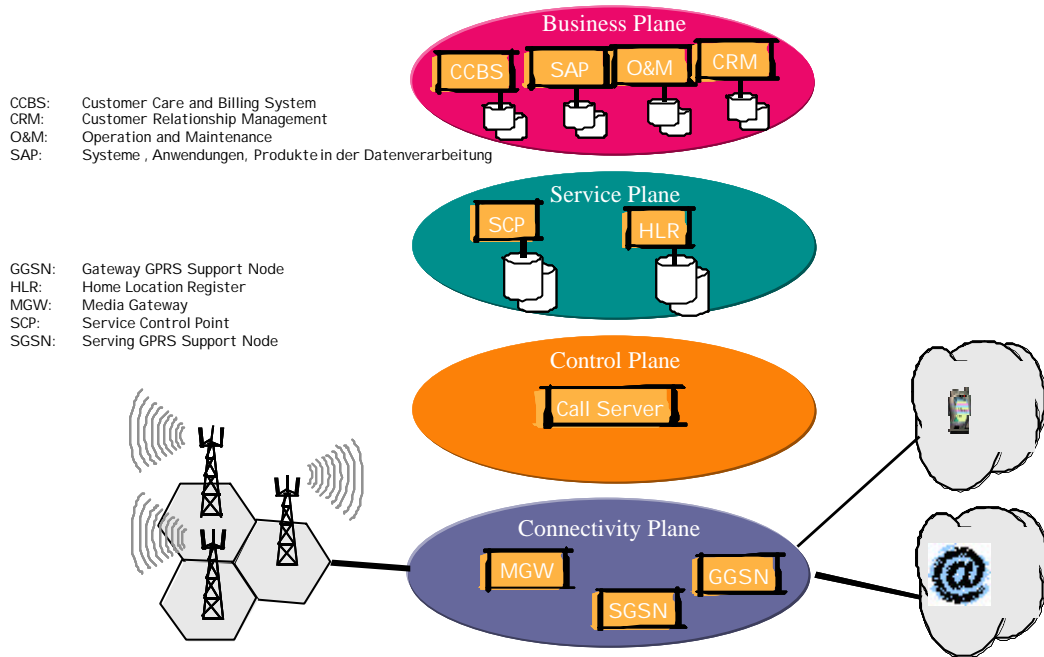 Business Plane
CCBS SAP O&M CRM
CCBS: Customer Care and Billing System
CRM: Customer Relationship Management
O&M: Operation and Maintenance
SAP: Systeme , Anwendungen, Produkte in der Datenverarbeitung
Service Plane
SCP HLR
GGSN: Gateway GPRS Support Node
HLR: Home Location Register
MGW: Media Gateway
SCP: Service Control Point
SGSN: Serving GPRS Support Node
Control Plane
Call Server
Connectivity Plane
MGW SGSN GGSN
@